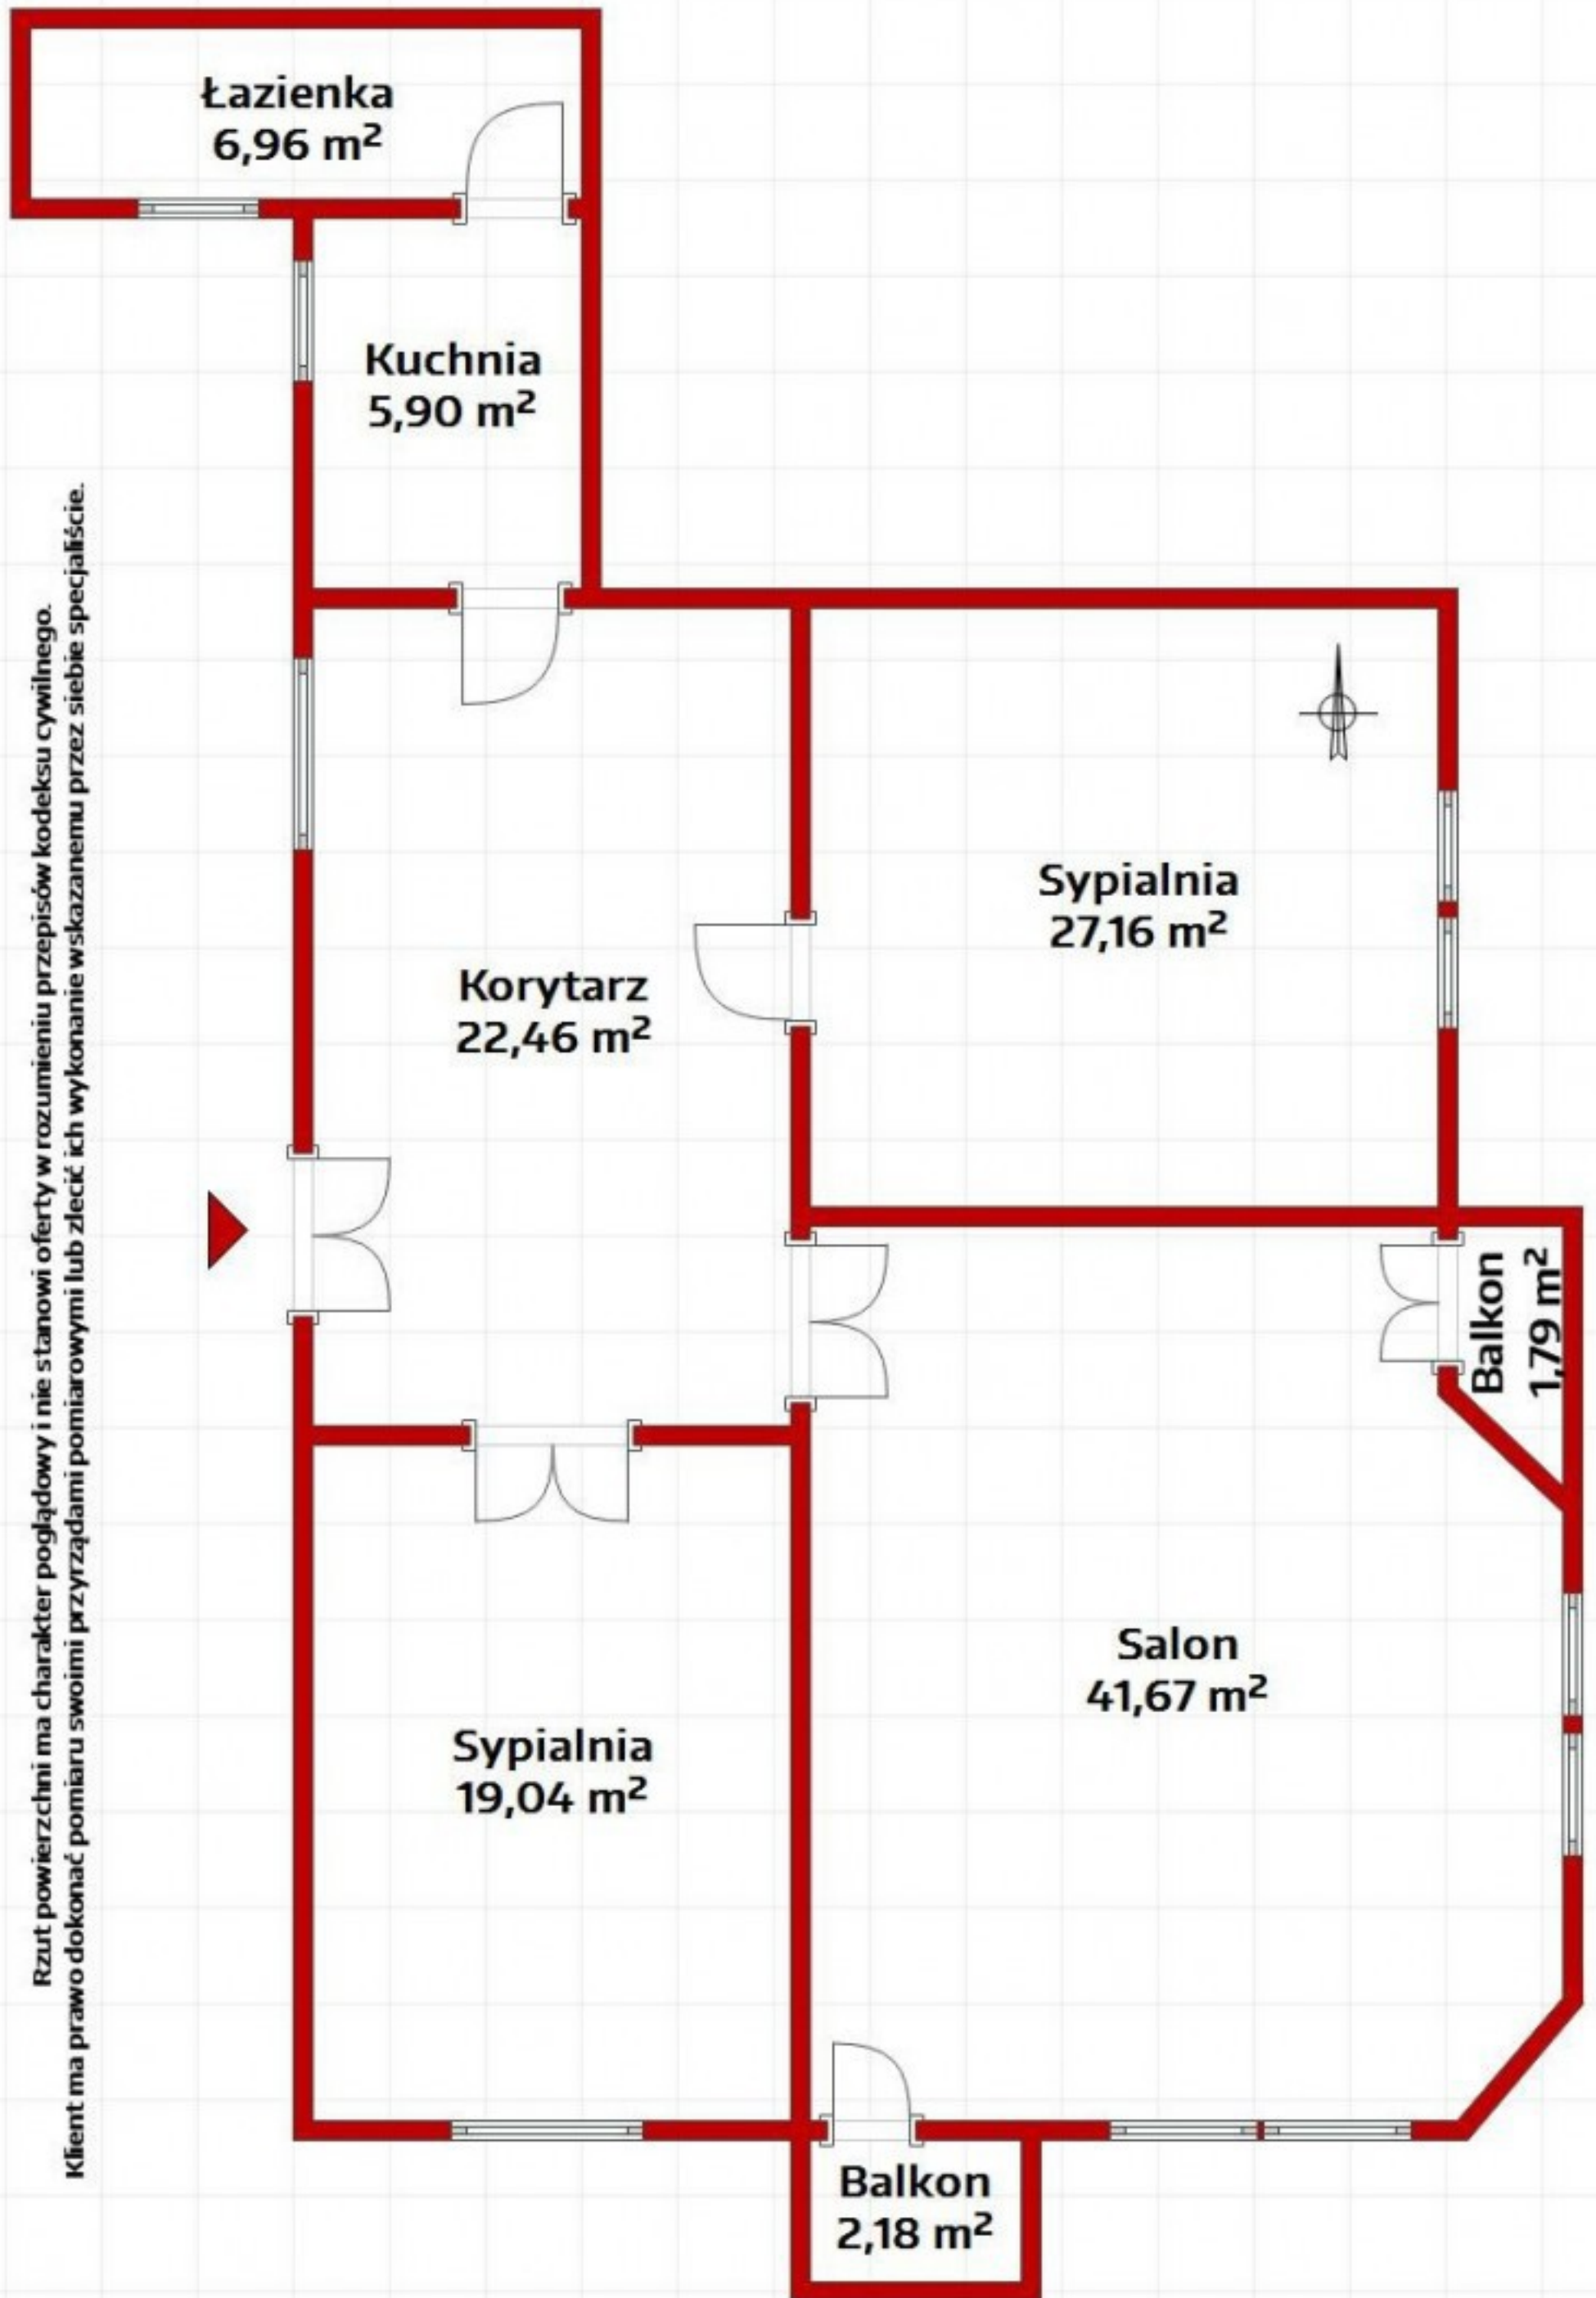 Łazienka
6,96 m²
Kuchnia
5,90 m²
Sypialnia
27,16 m²
Korytarz
22,46 m²
Balkon
1,79 m²
Salon
41,67 m²
Sypialnia
19,04 m²
Balkon
2,18 m²
Rzut powierzchni ma charakter poglądowy i nie stanowi oferty w rozumieniu przepisów kodeksu cywilnego.
Klient ma prawo dokonać pomiaru swoimi przyrządami pomiarowymi lub zlecić ich wykonanie wskazanemu przez siebie specjaliście.